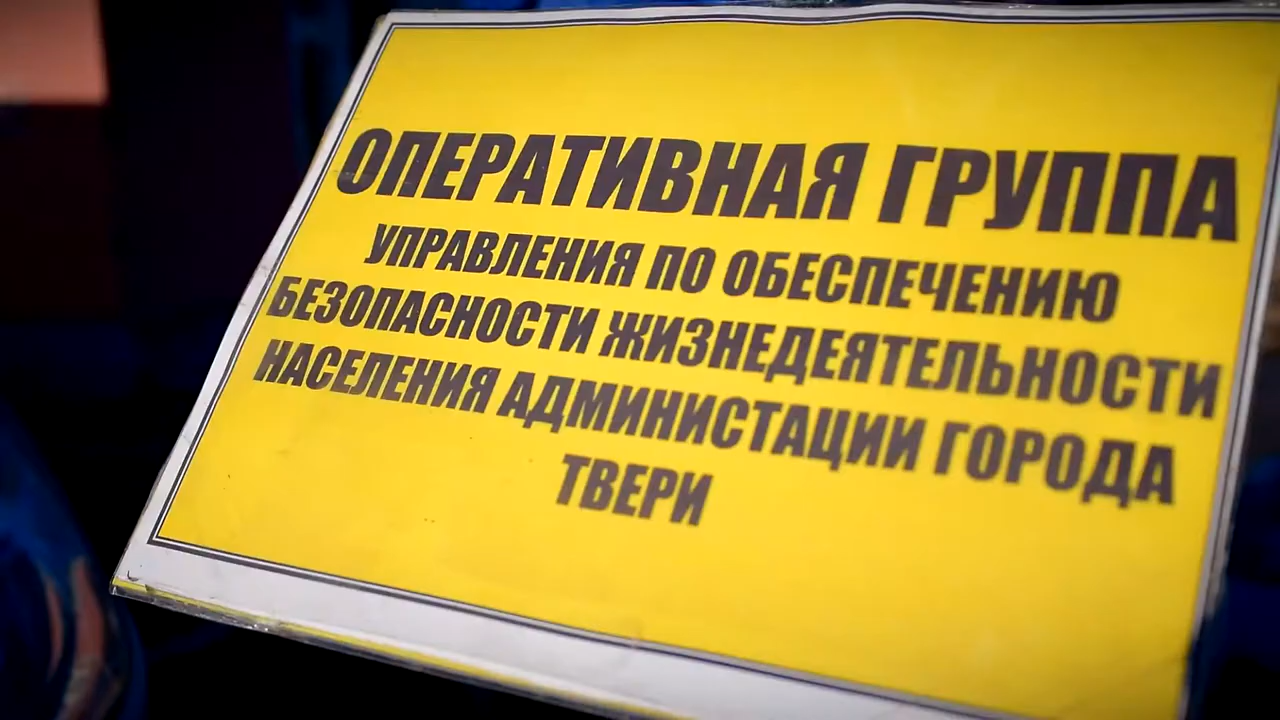 ОПЕРАТИВНАЯ ГРУППА
УПРАВЛЕНИЯ ПО ОБЕСПЕЧЕНИЮ
БЕЗОПАСНОСТИ ЖИЗНЕДЕЯТЕЛЬНОСТИ
НАСЕЛЕНИЯ АДМИНИСТАЦИИ ГОРОДА
ТВЕРИ